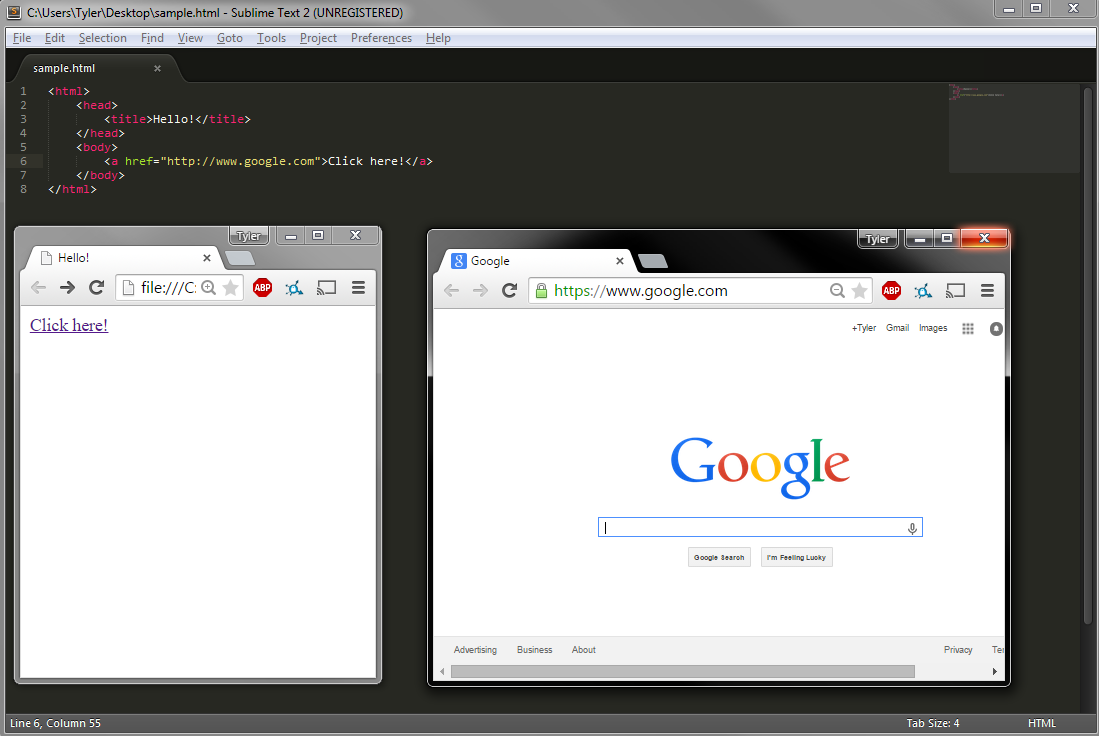 C:\Users\Tyler\Desktop\sample.html - Sublime Text 2 (UNREGISTERED)
File Edit Selection Find View Goto Tools Project Preferences Help
sample.html
1 <html>
2 <head>
3 <title>Hello!</title>
4 </head>
5 <body>
6 <a href="http://www.google.com">Click here!</a>
7 </body>
8 </html>
Tyler
Hello!
file:///C:
ABP
Click here!
Tyler
8 Google
https://www.google.com
ABP
+Tyler Gmail Images
Google
Google Search I'm Feeling Lucky
Advertising Business About Privacy
Line 6, Column 55 Tab Size: 4 HTML